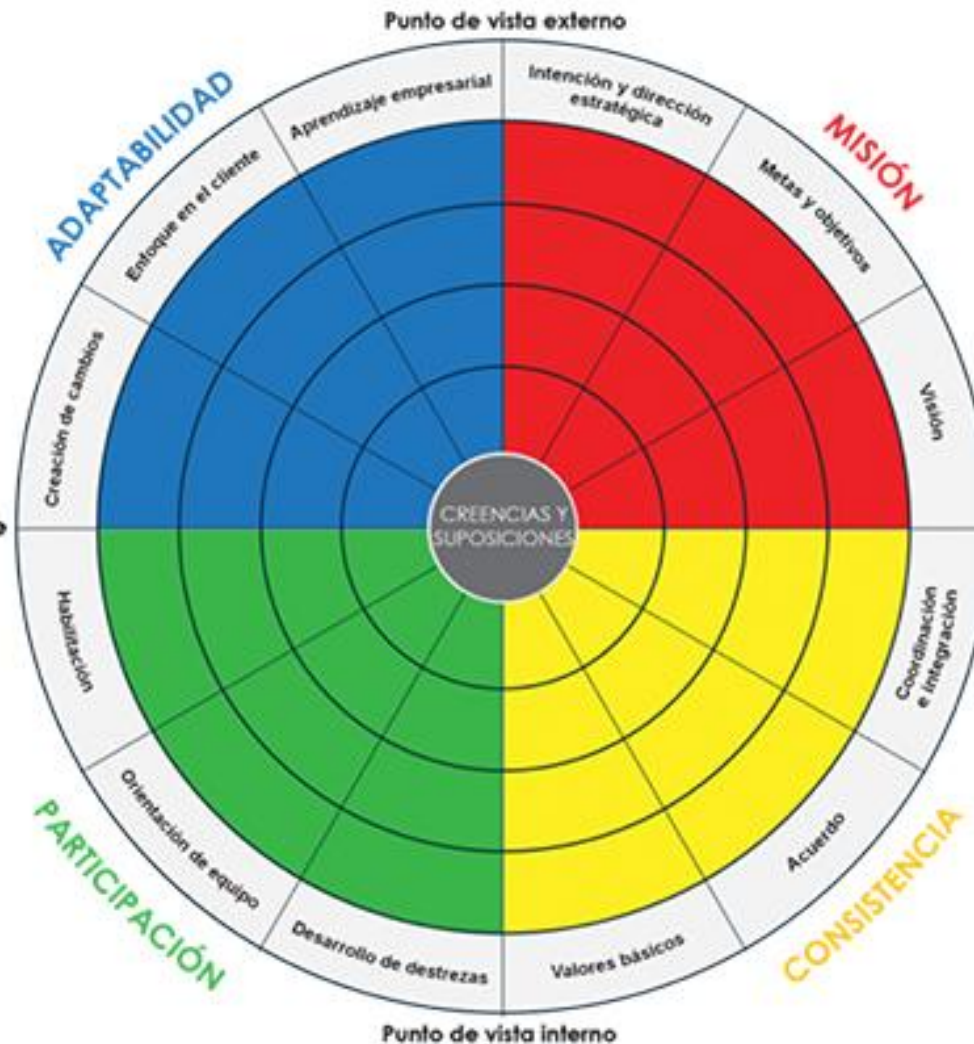 Punto de vista externo
ADAPTABILIDAD
MISIÓN
Aprendizaje empresarial
Intención y dirección
estratégica
Enfoque en el cliente
Metas y objetivos
Creación de cambios
Visión
CREENCIAS Y
SUPOSICIONES
Habilitación
Coordinación
e integración
Orientación de equipo
Acuerdo
Desarrollo de destrezas
Valores básicos
PARTICIPACIÓN
CONSISTENCIA
Punto de vista interno